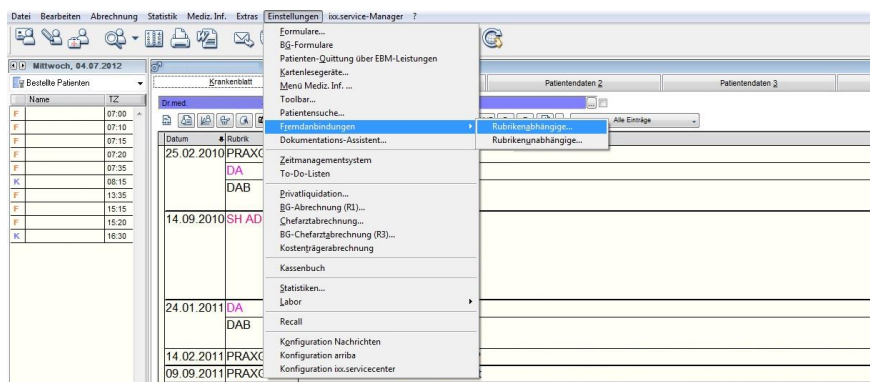 Datei Bearbeiten Abrechnung Statistik Mediz. Inf. Extras Einstellungen ixx.service-Manager ?
Mittwoch, 04.07.2012
Bestellte Patienten
Name TZ
F 07:00
F 07:10
F 07:15
F 07:20
F 07:35
K 08:15
F 13:35
F 15:15
F 15:20
K 16:30
Krankenblatt
Patientendaten 2
Patientendaten 3
Dr.med.
...
Alle Einträge
Datum Rubrik
25.02.2010 PRAXG
DA
DAB
14.09.2010 SH AD
24.01.2011 DA
DAB
14.02.2011 PRAXG
09.09.2011 PRAXG
Formulare...
BG-Formulare
Patienten-Quittung über EBM-Leistungen
Kartenlesegeräte...
Menü Mediz. Inf. ...
Toolbar...
Patientensuche...
Fremdanbindungen
Dokumentations-Assistent...
Zeitmanagementsystem
To-Do-Listen
Privatliquidation...
BG-Abrechnung (R1)...
Chefarztabrechnung...
BG-Chefarztabrechnung (R3)...
Kostenträgerabrechnung
Kassenbuch
Statistiken...
Labor
Recall
Konfiguration Nachrichten
Konfiguration arriba
Konfiguration ixx.servicecenter
Rubrikenabhängige...
Rubrikenunabhängige...